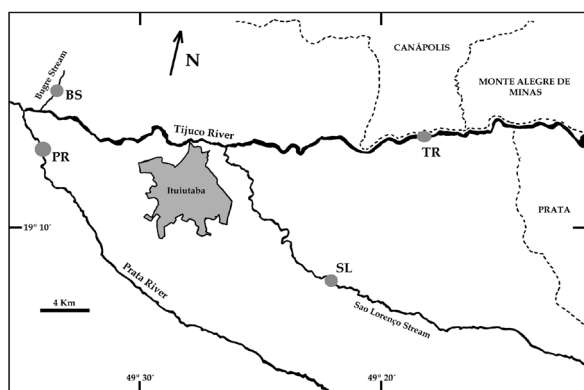 CANÁPOLIS
N
MONTE ALEGRE DE
MINAS
Bugre Stream
BS
Tijuco River
TR
PR
Ituiutaba
PRATA
19° 10'
Prata River
SL
4 Km
Sao Lorenço Stream
49° 30'
49° 20'